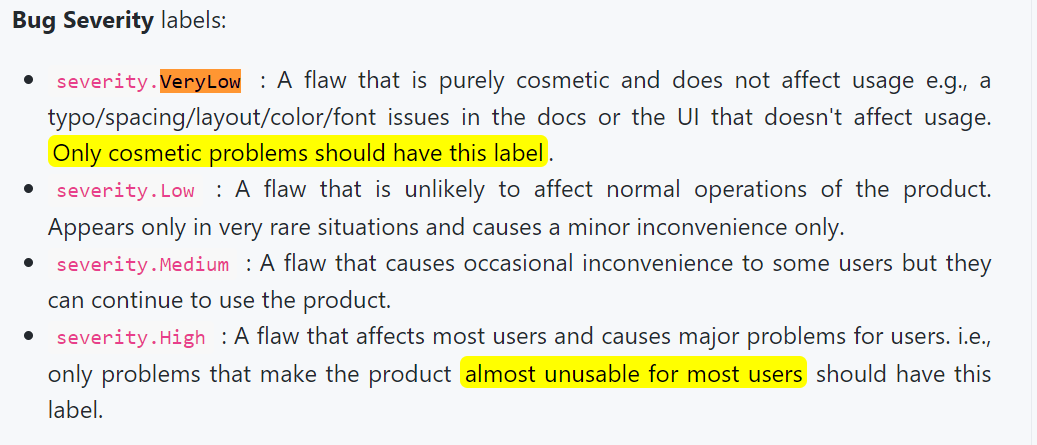 Bug Severity labels:
• severity.VeryLow : A flaw that is purely cosmetic and does not affect usage e.g., a
typo/spacing/layout/color/font issues in the docs or the UI that doesn't affect usage.
Only cosmetic problems should have this label.
• severity.Low : A flaw that is unlikely to affect normal operations of the product.
Appears only in very rare situations and causes a minor inconvenience only.
• severity.Medium : A flaw that causes occasional inconvenience to some users but they
can continue to use the product.
• severity.High : A flaw that affects most users and causes major problems for users. i.e.,
only problems that make the product almost unusable for most users should have this
label.